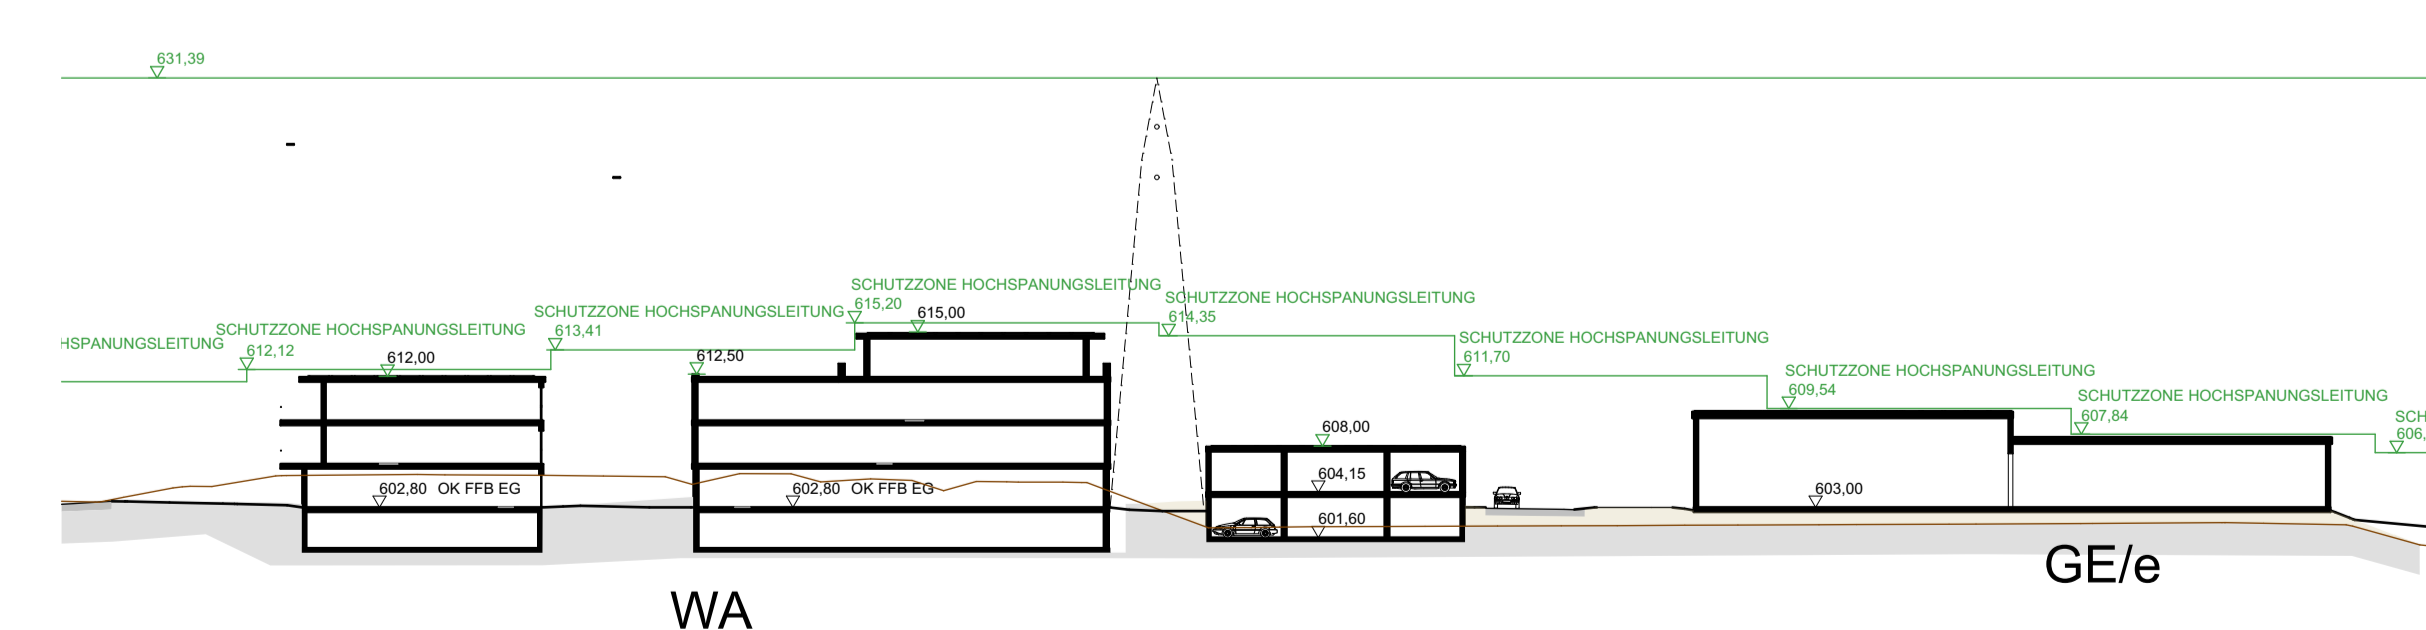 631,39
SCHUTZZONE HOCHSPANUNGSLEITUNG
615,20
615,00
SCHUTZZONE HOCHSPANUNGSLEITUNG
614,35
SCHUTZZONE HOCHSPANUNGSLEITUNG
613,41
SCHUTZZONE HOCHSPANUNGSLEITUNG
612,12
HSPANUNGSLEITUNG
612,00
612,50
SCHUTZZONE HOCHSPANUNGSLEITUNG
611,70
SCHUTZZONE HOCHSPANUNGSLEITUNG
609,54
SCHUTZZONE HOCHSPANUNGSLEITUNG
607,84
SCH
606,
608,00
604,15
601,60
602,80 OK FFB EG
602,80 OK FFB EG
603,00
GE/e
WA